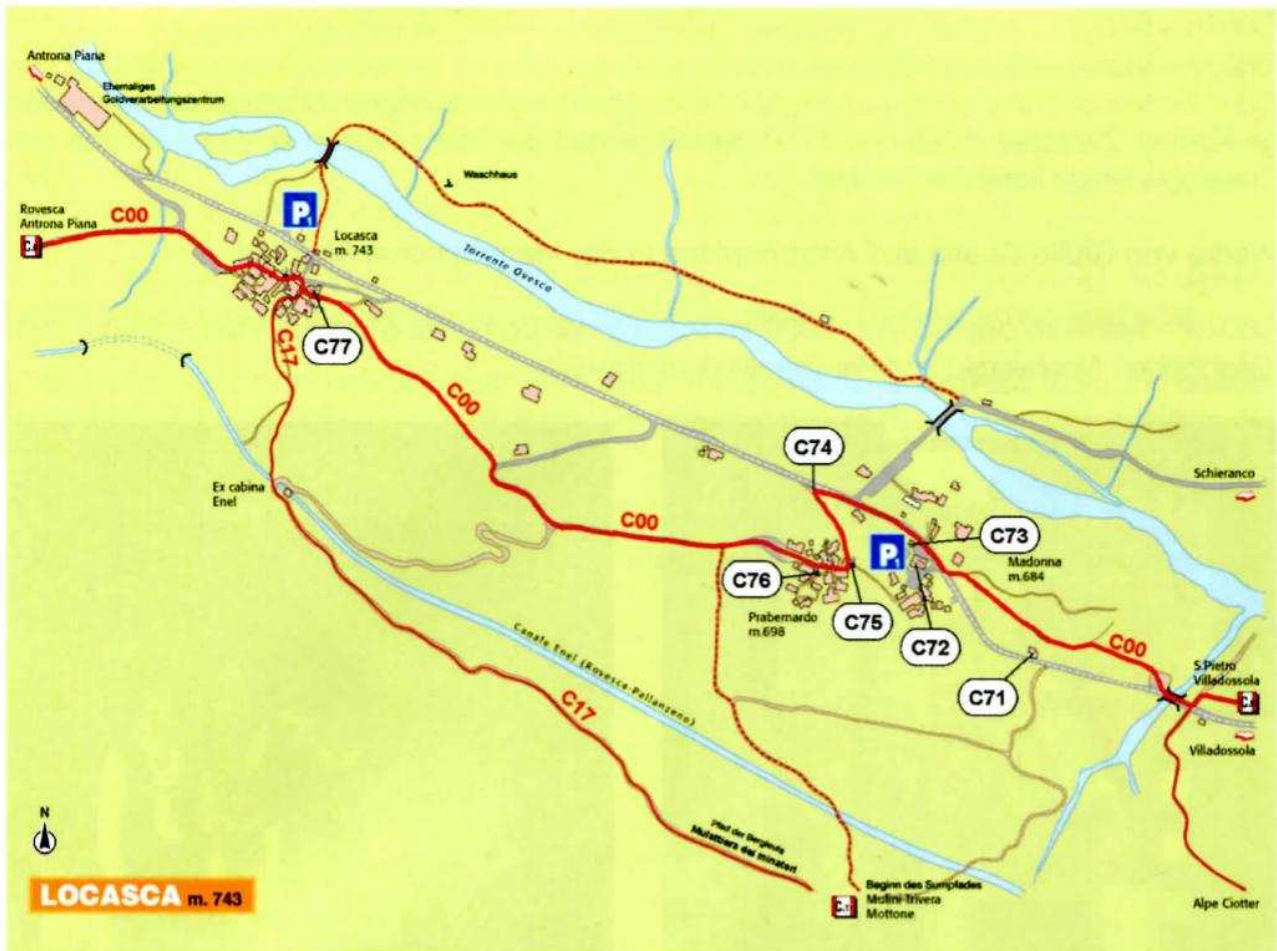 Antrona Piana
Ehemaliges
Goldverarbeitungszentrum
Waschhaus
Rovesca
Antrona Piana
C00
P1
Locasca
m. 743
Torrente Ovesca
C77
C17
C00
C74
Schieranco
Ex cabina
Enel
C00
P1
C73
Madonna
m.684
C76
Prabernardo
m.698
C75
C72
C00
C71
S.Pietro
Villadossola
Villadossola
Canale Enel (Rovesca-Pallanzeno)
C17
Pfad der Bergleute
Mulattiera dei minatori
N
LOCASCA m. 743
Beginn des
Mulini-Trivera
Mottone
Alpe Ciotter